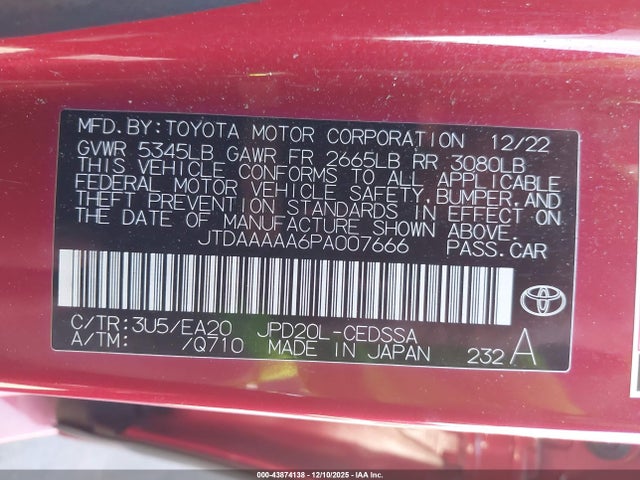 MFD.BY:TOYOTA MOTOR CORPORATION 12/22
GVWR 5345LB GAWR FR 2665LB RR 3080LB
THIS VEHICLE CONFORMS TO ALL APPLICABLE
FEDERAL MOTOR VEHICLE SAFETY,BUMPER,AND
THEFT PREVENTION STANDARDS IN EFFECT ON
THE DATE OF MANUFACTURE SHOWN ABOVE.
JTDAAAAA6PA007666 PASS.CAR
C/TR:3U5/EA20 JPD20L-CEDSSA
A/TM: /Q710 MADE IN JAPAN 232 A
000-43874138 - 12/10/2025 - IAA Inc.